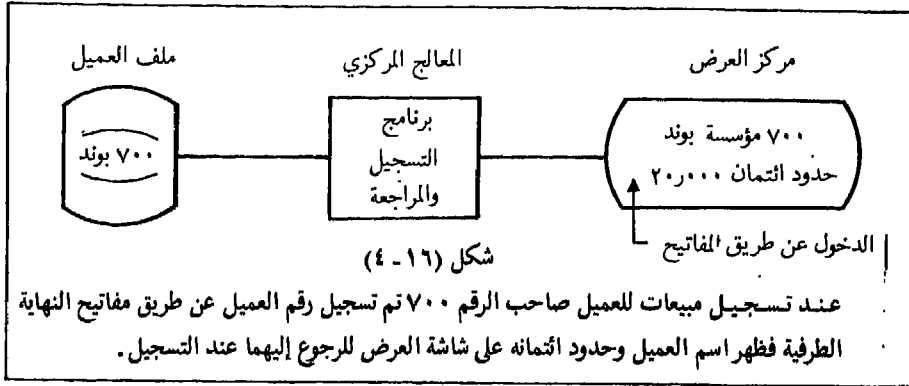 مركز العرض
المعالج المركزي
ملف العميل
٧٠٠ مؤسسة بوند
حدود ائتمان ٢٠٫٠٠٠
برنامج
التسجيل
والمراجعة
٧٠٠ بوند
الدخول عن طريق المفاتيح
شكل (١٦ - ٤)
عند تسجيل مبيعات للعميل صاحب الرقم ٧٠٠ تم تسجيل رقم العميل عن طريق مفاتيح النهاية
الطرفية فظهر اسم العميل وحدود ائتمانه على شاشة العرض للرجوع إليهما عند التسجيل.